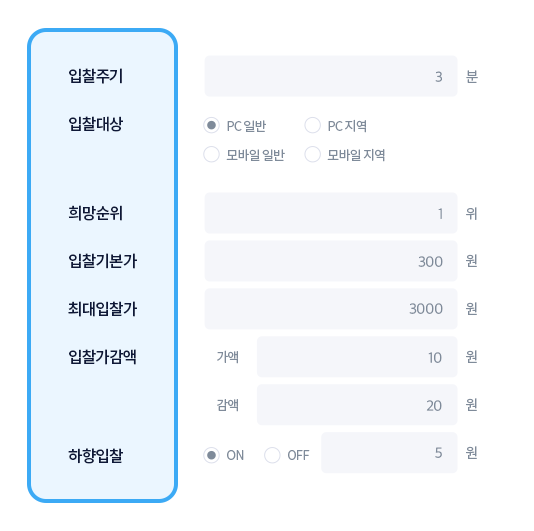 입찰주기 3 분
입찰대상 PC 일반 PC 지역
모바일 일반 모바일 지역
희망순위 1 위
입찰기본가 300 원
최대입찰가 3000 원
입찰가감액 가액 10 원
감액 20 원
하향입찰 ON OFF 5 원